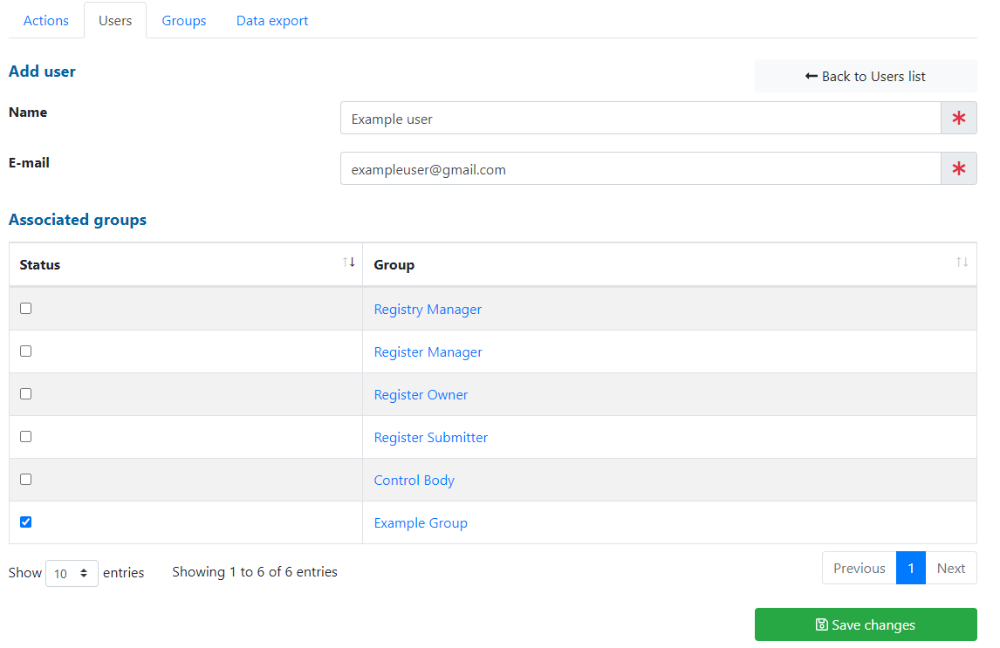 Actions Users Groups Data export
Add user
Back to Users list
Name
Example user
E-mail
exampleuser@gmail.com
Associated groups
Status Group
Registry Manager
Register Manager
Register Owner
Register Submitter
Control Body
Example Group
Show 10 entries Showing 1 to 6 of 6 entries Previous 1 Next
Save changes